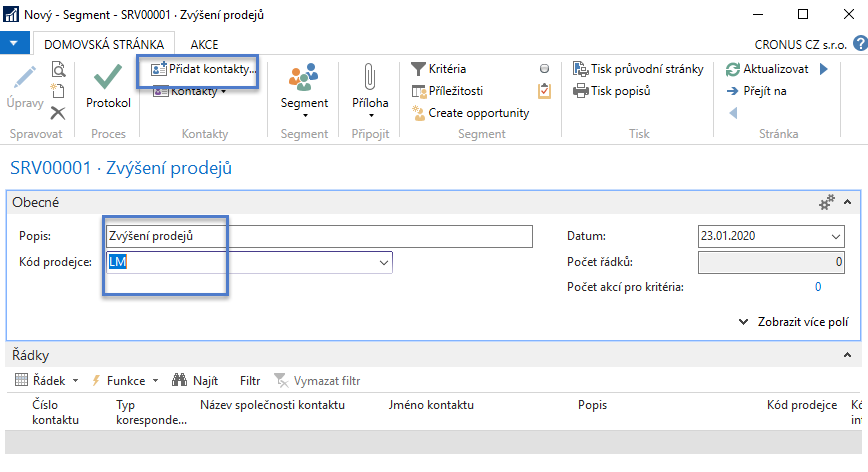 Nový - Segment - SRV00001 · Zvýšení prodejů
DOMOVSKÁ STRÁNKA AKCE CRONUS CZ s.r.o.
Přidat kontakty... Kritéria Tisk průvodní stránky Aktualizovat
Kontakty Příležitosti Tisk popisů Přejít na
Úpravy Protokol Segment Příloha Create opportunity
Spravovat Proces Kontakty Segment Připojit Segment Tisk Stránka
SRV00001 · Zvýšení prodejů
Obecné
Popis: Zvýšení prodejů Datum: 23.01.2020
Kód prodejce: LM Počet řádků: 0
Počet akcí pro kritéria: 0
Zobrazit více polí
Řádky
Řádek Funkce Najít Filtr Vymazat filtr
Číslo Typ Název společnosti kontaktu Jméno kontaktu Popis Kód prodejce Kó
kontaktu koresponde... int